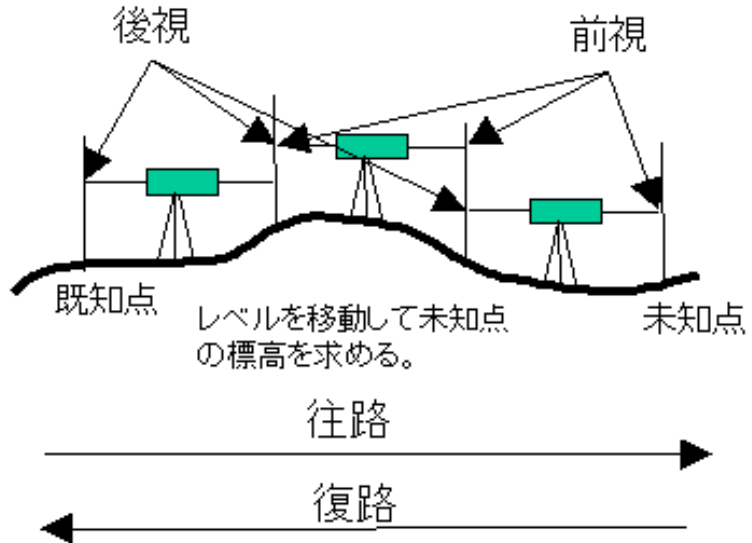 後視
前視
既知点
レベルを移動して未知点
の標高を求める。
未知点
往路
復路